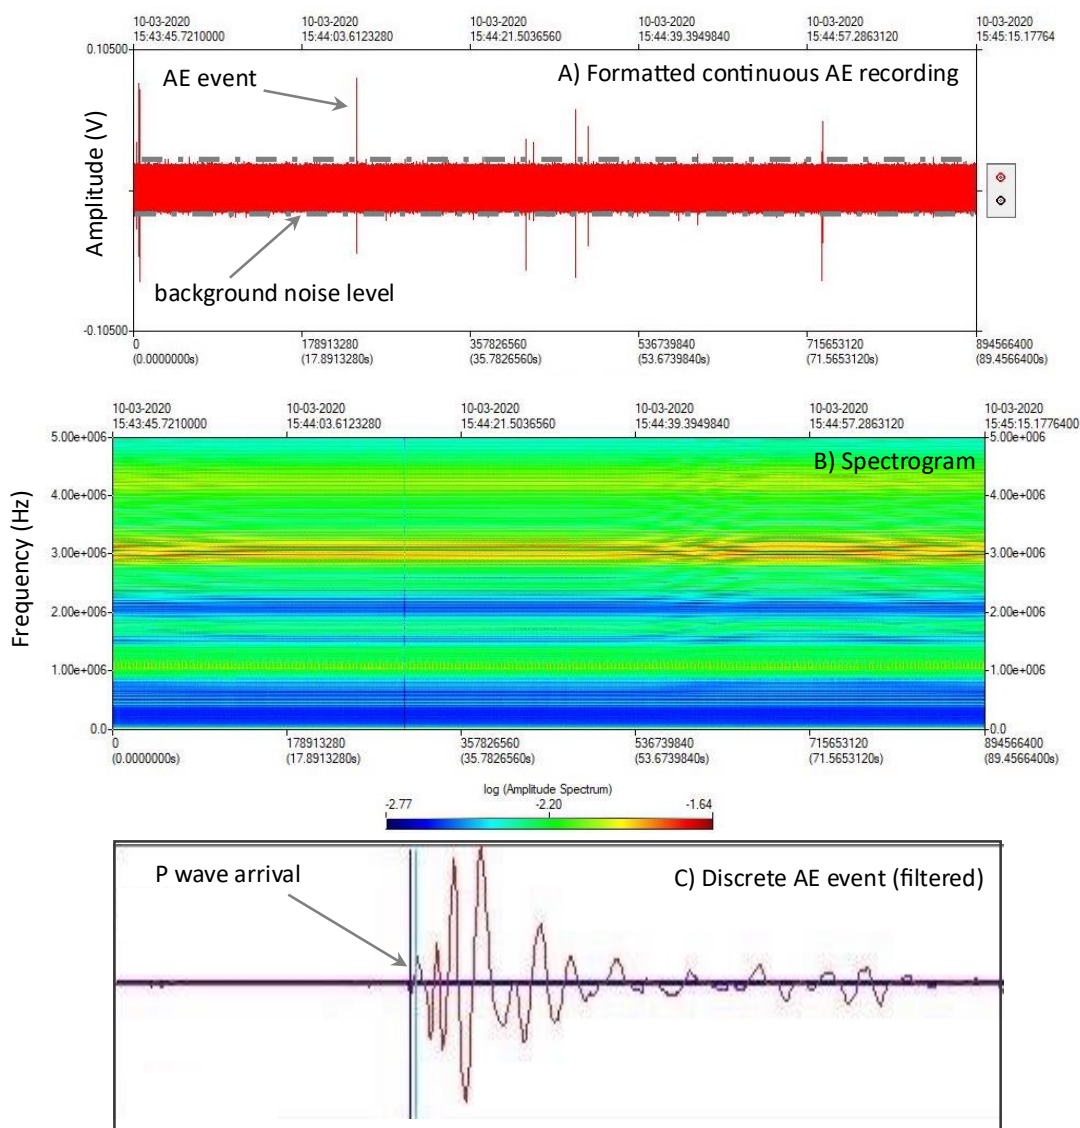 10-03-2020 10-03-2020 10-03-2020 10-03-2020 10-03-2020 10-03-2020
15:43:45.7210000 15:44:03.6123280 15:44:21.5036560 15:44:39.3949840 15:44:57.2863120 15:45:15.17764
0.10500
AE event
A) Formatted continuous AE recording
Amplitude (V)
background noise level
-0.10500
0 178913280 357826560 536739840 715653120 894566400
(0.0000000s) (17.8913280s) (35.7826560s) (53.6739840s) (71.5653120s) (89.4566400s)
10-03-2020 10-03-2020 10-03-2020 10-03-2020 10-03-2020 10-03-2020
15:43:45.7210000 15:44:03.6123280 15:44:21.5036560 15:44:39.3949840 15:44:57.2863120 15:45:15.1776400
5.00e+006 5.00e+006
B) Spectrogram
4.00e+006 4.00e+006
Frequency (Hz)
3.00e+006 3.00e+006
2.00e+006 2.00e+006
1.00e+006 1.00e+006
0.0 0.0
0 178913280 357826560 536739840 715653120 894566400
(0.0000000s) (17.8913280s) (35.7826560s) (53.6739840s) (71.5653120s) (89.4566400s)
log (Amplitude Spectrum)
-2.77 -2.20 -1.64
P wave arrival
C) Discrete AE event (filtered)